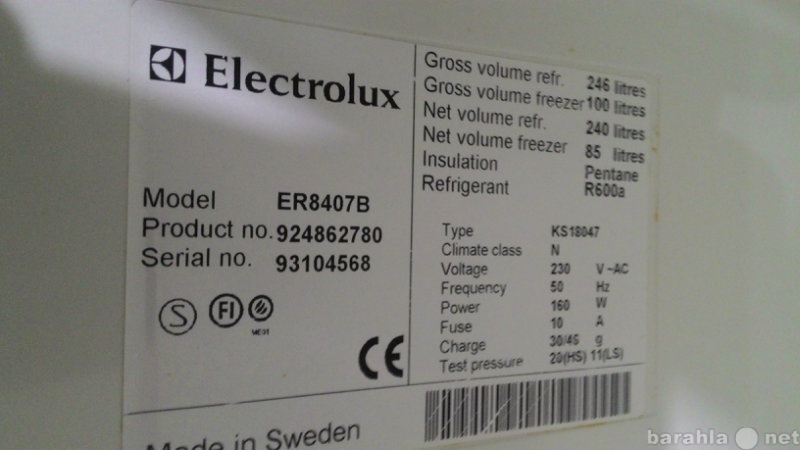 Electrolux
Model ER8407B
Product no. 924862780
Serial no. 93104568
S FI
CE
Made in Sweden
Gross volume refr. 246 litres
Gross volume freezer 100 litres
Net volume refr. 240 litres
Net volume freezer 85 litres
Insulation Pentane
Refrigerant R600a
Type KS18047
Climate class N
Voltage 230 V~AC
Frequency 50 Hz
Power 160 W
Fuse 10 A
Charge 30/45 g
Test pressure 20(HS) 11(LS)
barahla.net